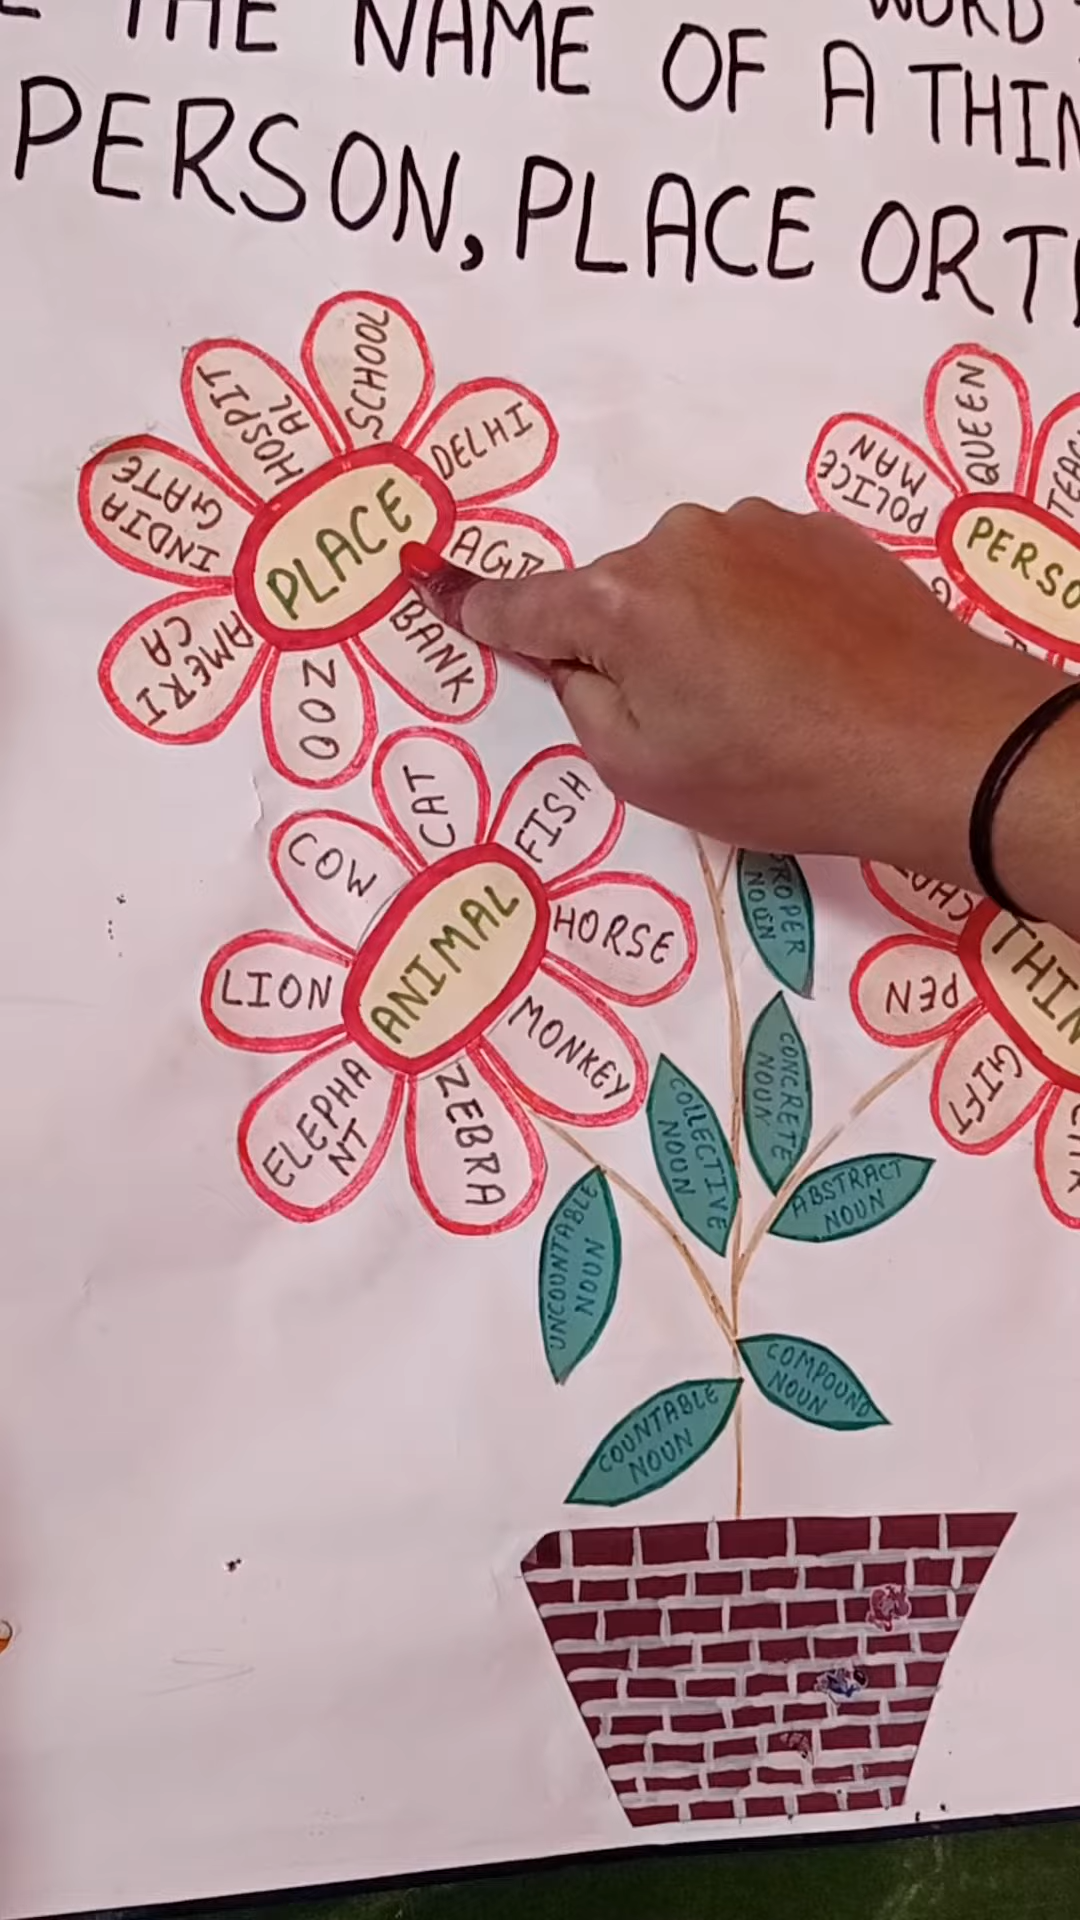 THE NAME OF A THIN
WORD
PERSON, PLACE OR T
PLACE
SCHOOL
DELHI
BANK
ZOO
AMERI
CA
INDIA
GATE
HOSPIT
AL
QUEEN
POLICE
MAN
PERSO
ANIMAL
CAT
FISH
HORSE
MONKEY
ZEBRA
ELEPHA
NT
LION
COW
THIN
PEN
GIFT
NOUN
CONCRETE
NOUN
COLLECTIVE
NOUN
ABSTRACT
NOUN
UNCOUNTABLE
NOUN
COMPOUND
NOUN
COUNTABLE
NOUN